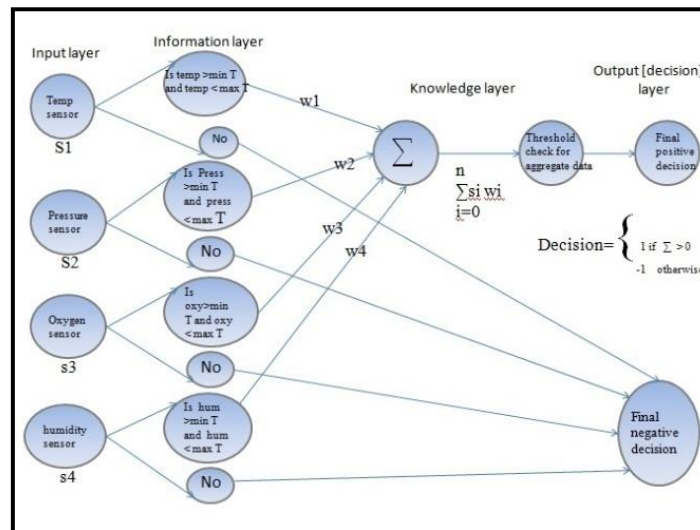 Input layer
Information layer
Knowledge layer
Output [decision]
layer
Temp
sensor
S1
Is temp >min T
and temp < max T
No
w1
Pressure
sensor
S2
Is Press
>min T
and press
<max T
No
w2
Oxygen
sensor
s3
Is
oxy>min
T and oxy
<max T
No
w3
humidity
sensor
s4
Is hum
>min T
and hum
<max T
No
w4
∑
n
∑si wi
i=0
Threshold
check for
aggregate data
Final
positive
decision
Decision= {
1 if ∑ >0
-1 otherwise
Final
negative
decision